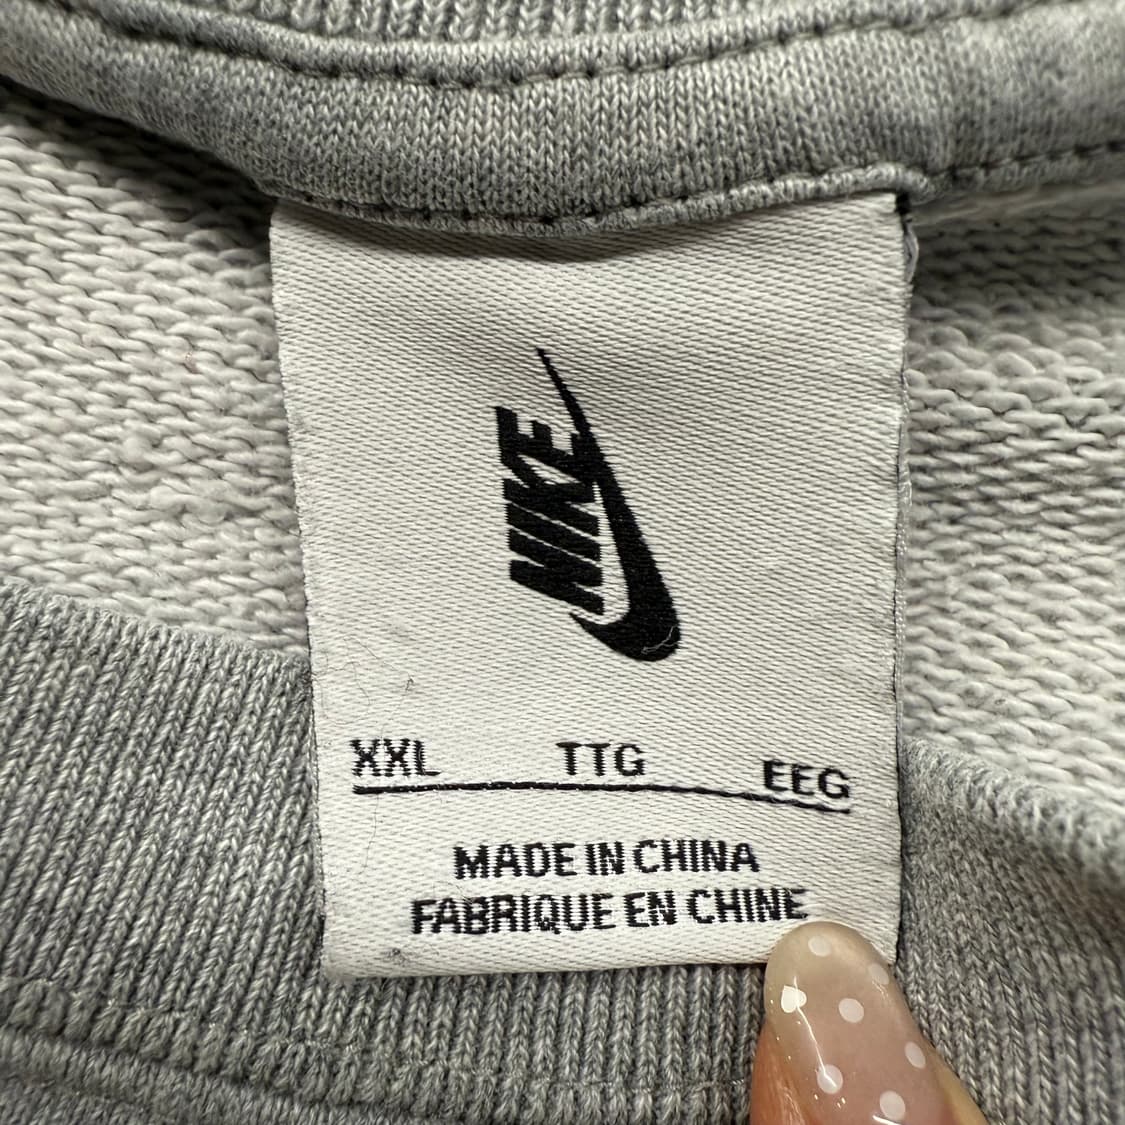 NIKE
XXL TTG EEG
MADE IN CHINA
FABRIQUE EN CHINE